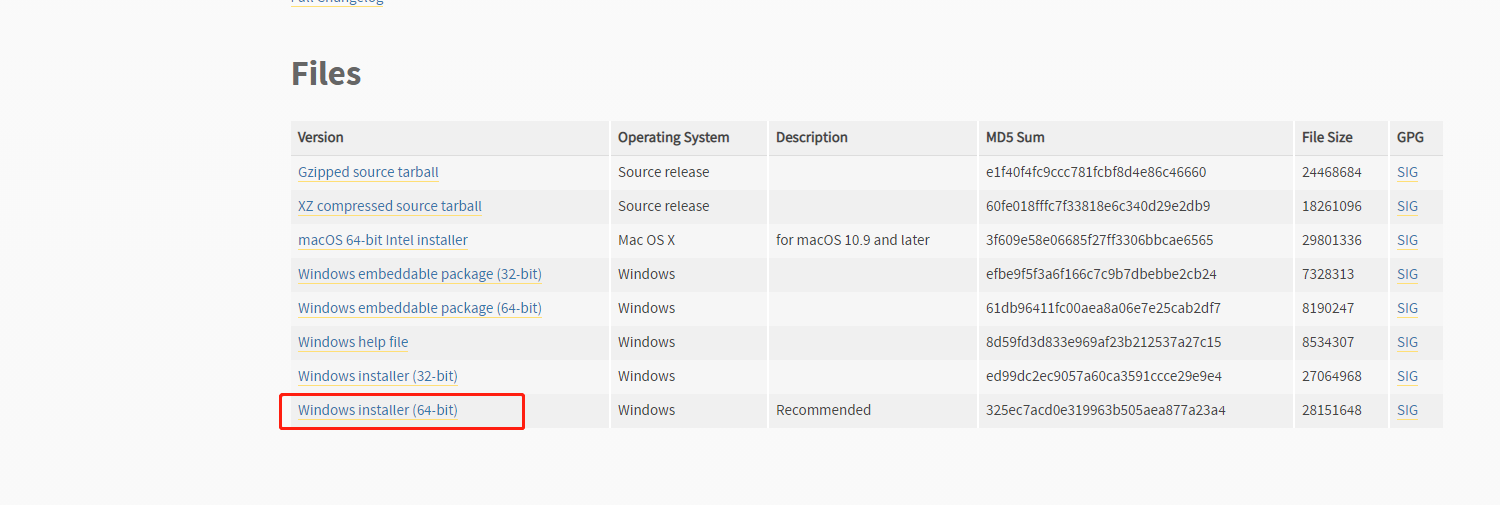 Full Changelog
Files
Version Operating System Description MD5 Sum File Size GPG
Gzipped source tarball Source release e1f40f4fc9ccc781fcbf8d4e86c46660 24468684 SIG
XZ compressed source tarball Source release 60fe018fffc7f33818e6c340d29e2db9 18261096 SIG
macOS 64-bit Intel installer Mac OS X for macOS 10.9 and later 3f609e58e06685f27ff3306bbcae6565 29801336 SIG
Windows embeddable package (32-bit) Windows efbe9f5f3a6f166c7c9b7dbebbe2cb24 7328313 SIG
Windows embeddable package (64-bit) Windows 61db96411fc00aea8a06e7e25cab2df7 8190247 SIG
Windows help file Windows 8d59fd3d833e969af23b212537a27c15 8534307 SIG
Windows installer (32-bit) Windows ed99dc2ec9057a60ca3591ccce29e9e4 27064968 SIG
Windows installer (64-bit) Windows Recommended 325ec7acd0e319963b505aea877a23a4 28151648 SIG